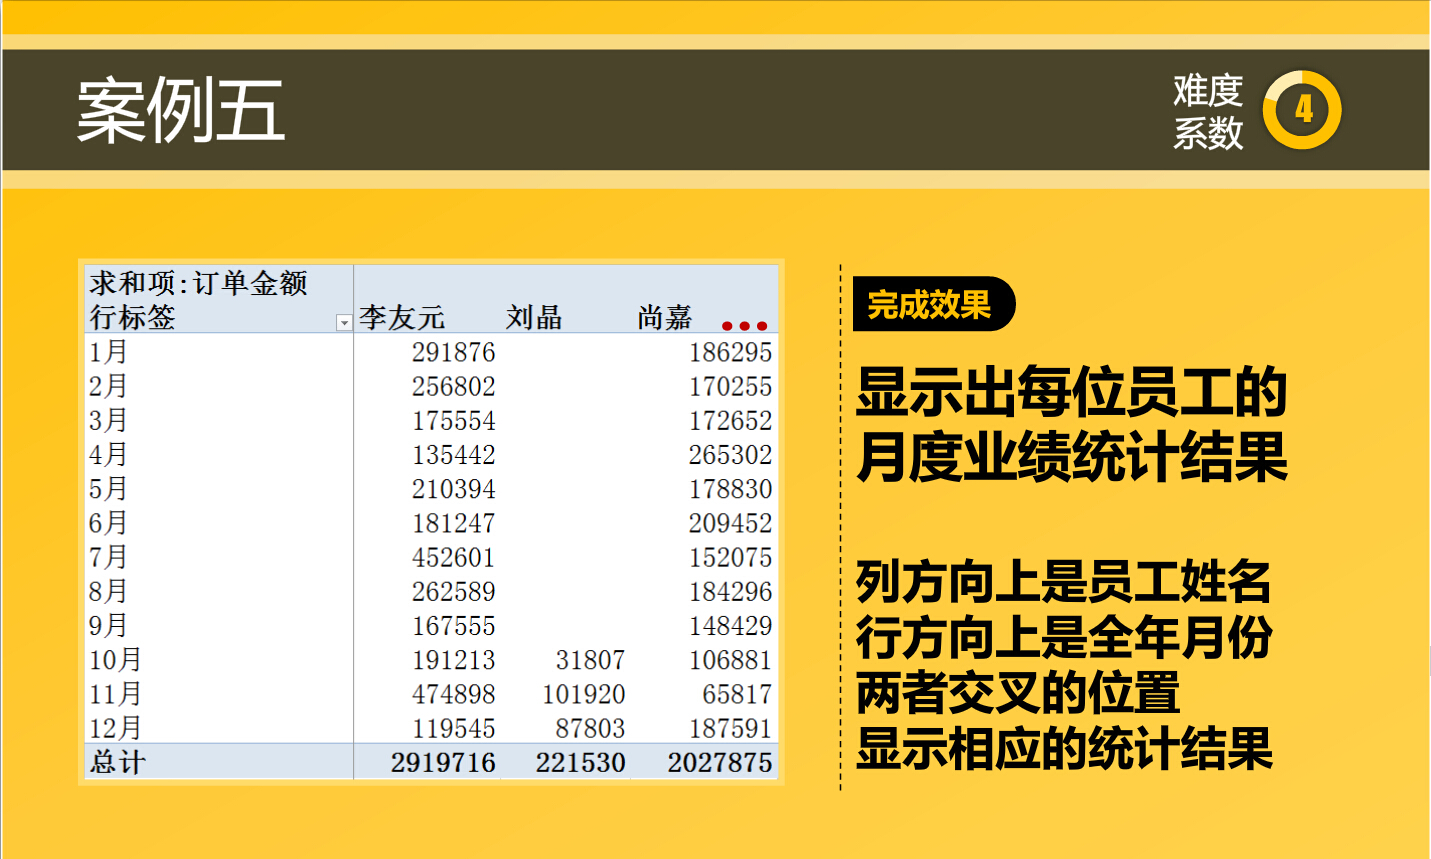 案例五
难度
系数
4
求和项:订单金额
行标签 李友元 刘晶 尚嘉 •••
1月 291876 186295
2月 256802 170255
3月 175554 172652
4月 135442 265302
5月 210394 178830
6月 181247 209452
7月 452601 152075
8月 262589 184296
9月 167555 148429
10月 191213 31807 106881
11月 474898 101920 65817
12月 119545 87803 187591
总计 2919716 221530 2027875
完成效果
显示出每位员工的
月度业绩统计结果
列方向上是员工姓名
行方向上是全年月份
两者交叉的位置
显示相应的统计结果